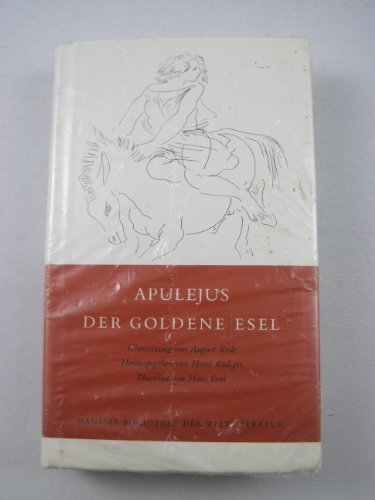 APULEJUS
DER GOLDENE ESEL
Übersetzung von August Rode
Herausgegeben von Horst Rüdiger
Illustriert von Hans Erni
MANESSE BIBLIOTHEK DER WELTLITERATUR